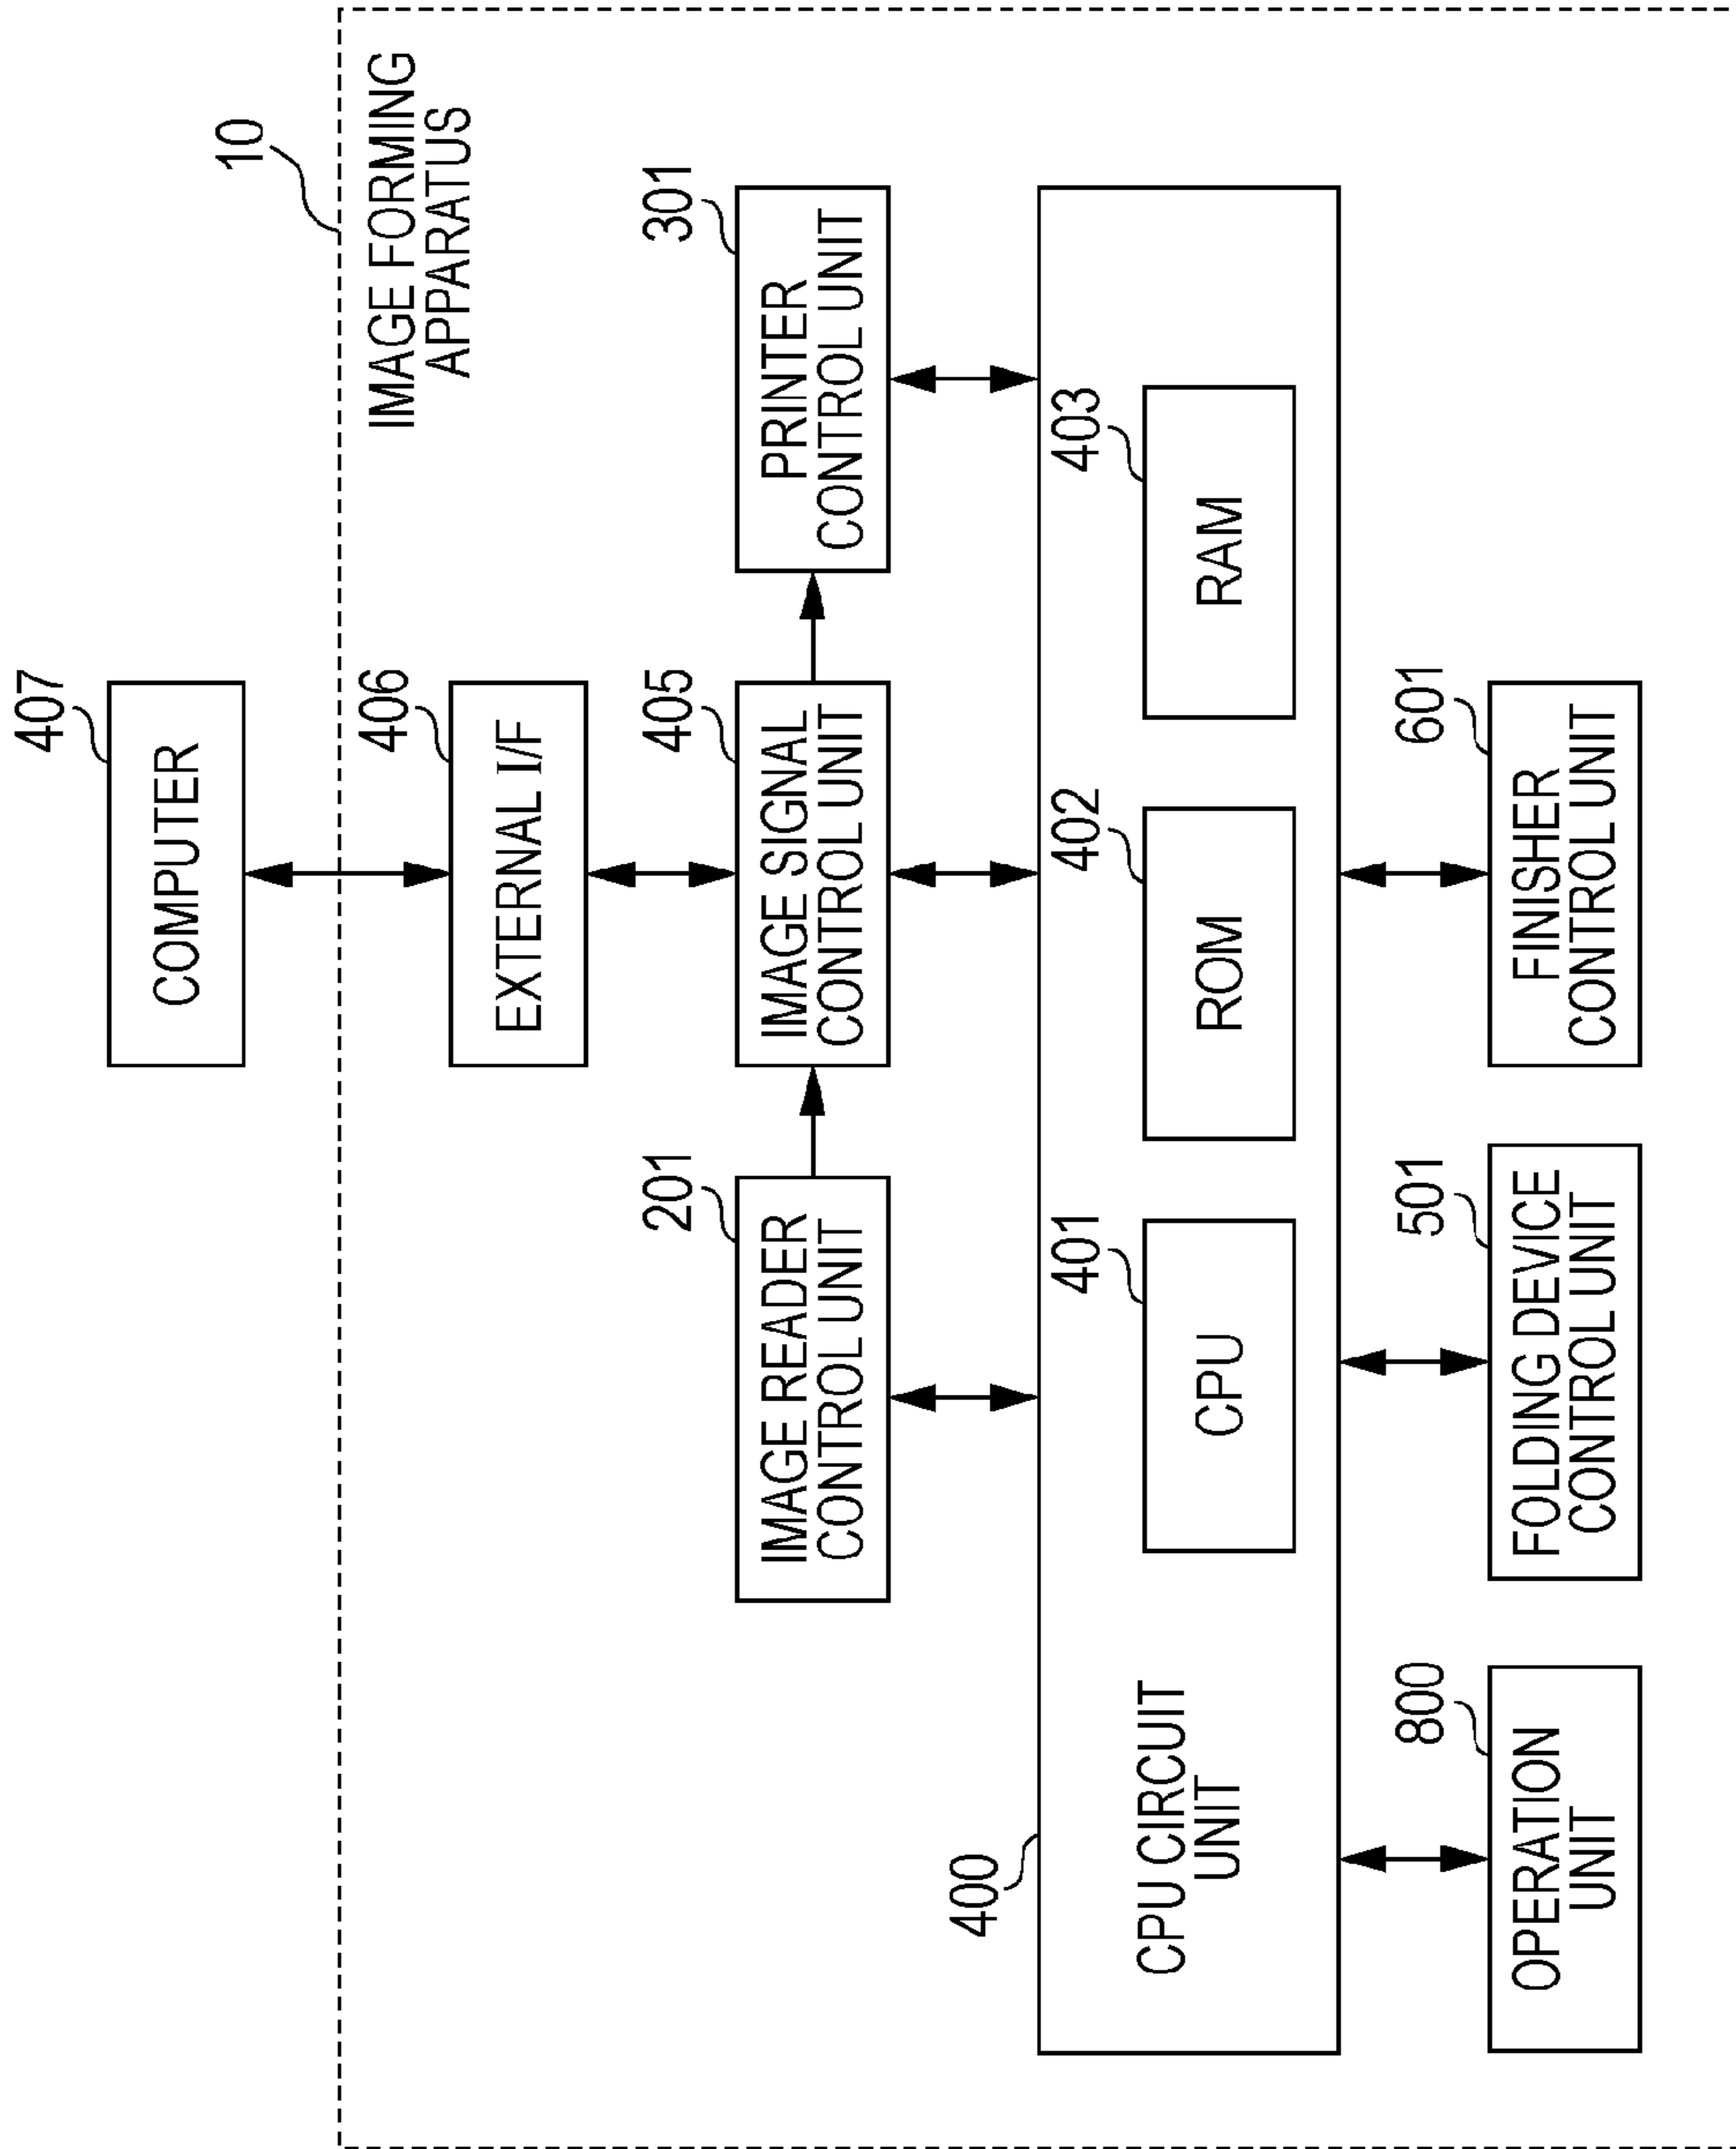 407
COMPUTER
10
IMAGE FORMING
APPARATUS
406
EXTERNAL I/F
201
IMAGE READER
CONTROL UNIT
405
IMAGE SIGNAL
CONTROL UNIT
301
PRINTER
CONTROL UNIT
400
CPU CIRCUIT
UNIT
401
CPU
402
ROM
403
RAM
800
OPERATION
UNIT
501
FOLDING DEVICE
CONTROL UNIT
601
FINISHER
CONTROL UNIT